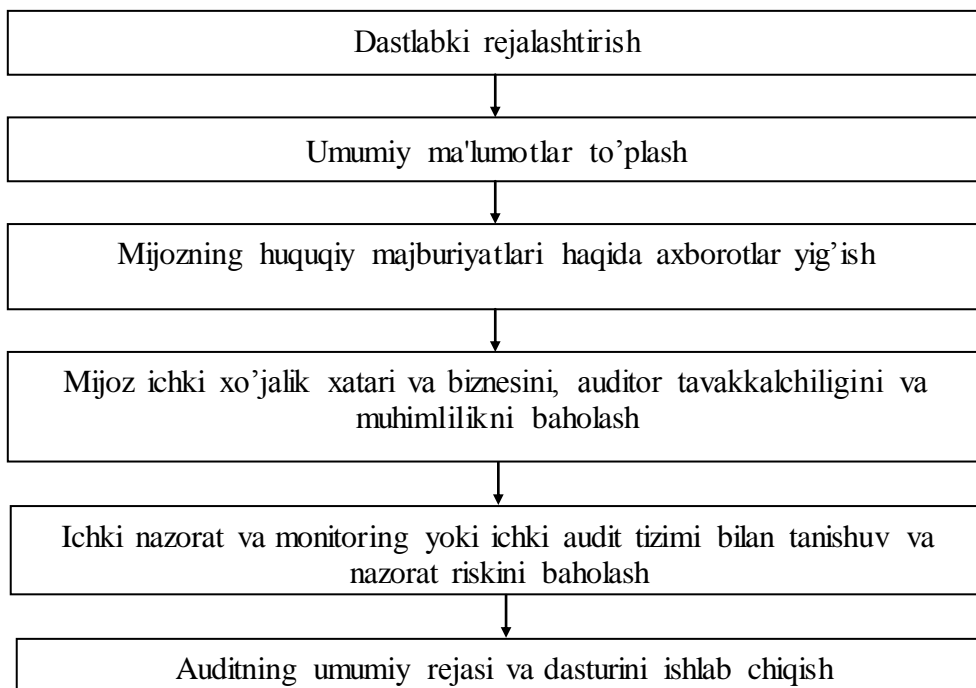 Dastlabki rejalashtirish
Umumiy ma'lumotlar to’plash
Mijozning huquqiy majburiyatlari haqida axborotlar yig’ish
Mijoz ichki xo’jalik xatari va biznesini, auditor tavakkalchiligini va
muhimlilikni baholash
Ichki nazorat va monitoring yoki ichki audit tizimi bilan tanishuv va
nazorat riskini baholash
Auditning umumiy rejasi va dasturini ishlab chiqish